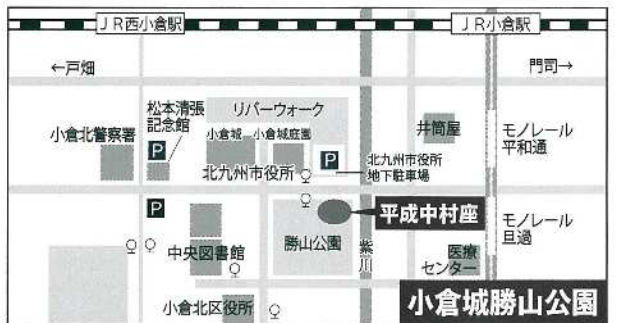 JR西小倉駅
JR小倉駅
←戸畑
門司→
松本清張
記念館
リバーウォーク
小倉北警察署
P
小倉城
小倉城庭園
P
井筒屋
モノレール
平和通
北九州市役所
北九州市役所
地下駐車場
P
平成中村座
モノレール
旦過
中央図書館
勝山公園
紫川
医療
センター
小倉北区役所
小倉城勝山公園